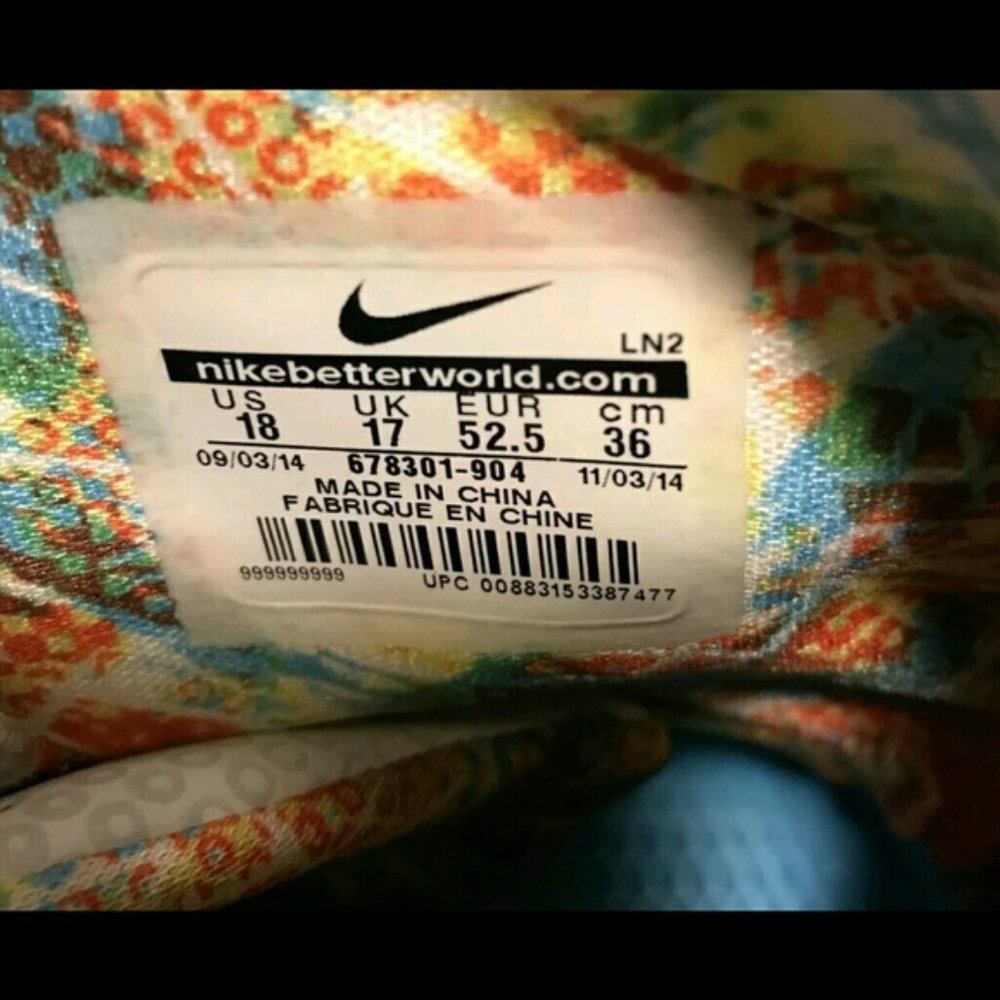 LN2
nikebetterworld.com
US UK EUR cm
18 17 52.5 36
09/03/14 678301-904 11/03/14
MADE IN CHINA
FABRIQUE EN CHINE
999999999 UPC 00883153387477